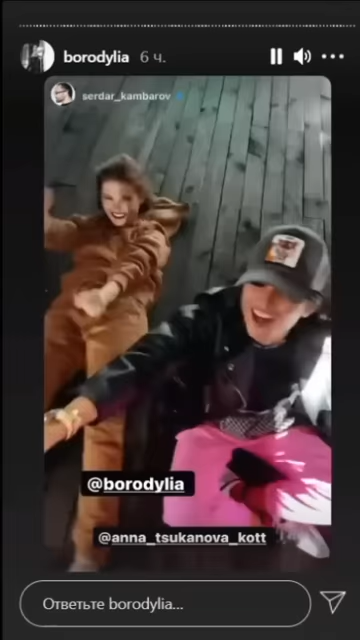 borodylia 6 ч.
serdar_kambarov
@borodylia
@anna_tsukanova_kott
Ответьте borodylia...